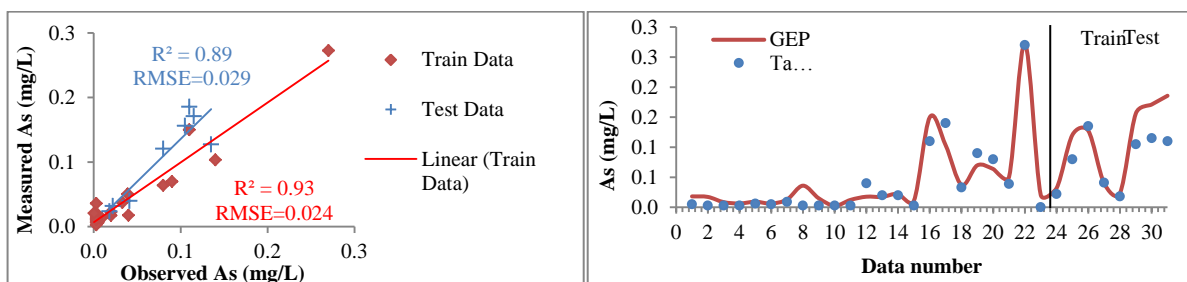 Measured As (mg/L)
0.3
0.2
0.1
0.0
R² = 0.89
RMSE=0.029
R² = 0.93
RMSE=0.024
0.0 0.1 0.2 0.3
Observed As (mg/L)
Train Data
Test Data
Linear (Train
Data)
As (mg/L)
0.3
0.3
0.2
0.2
0.1
0.1
0.0
GEP
Ta…
Train
Test
0 2 4 6 8 10 12 14 16 18 20 22 24 26 28 30
Data number